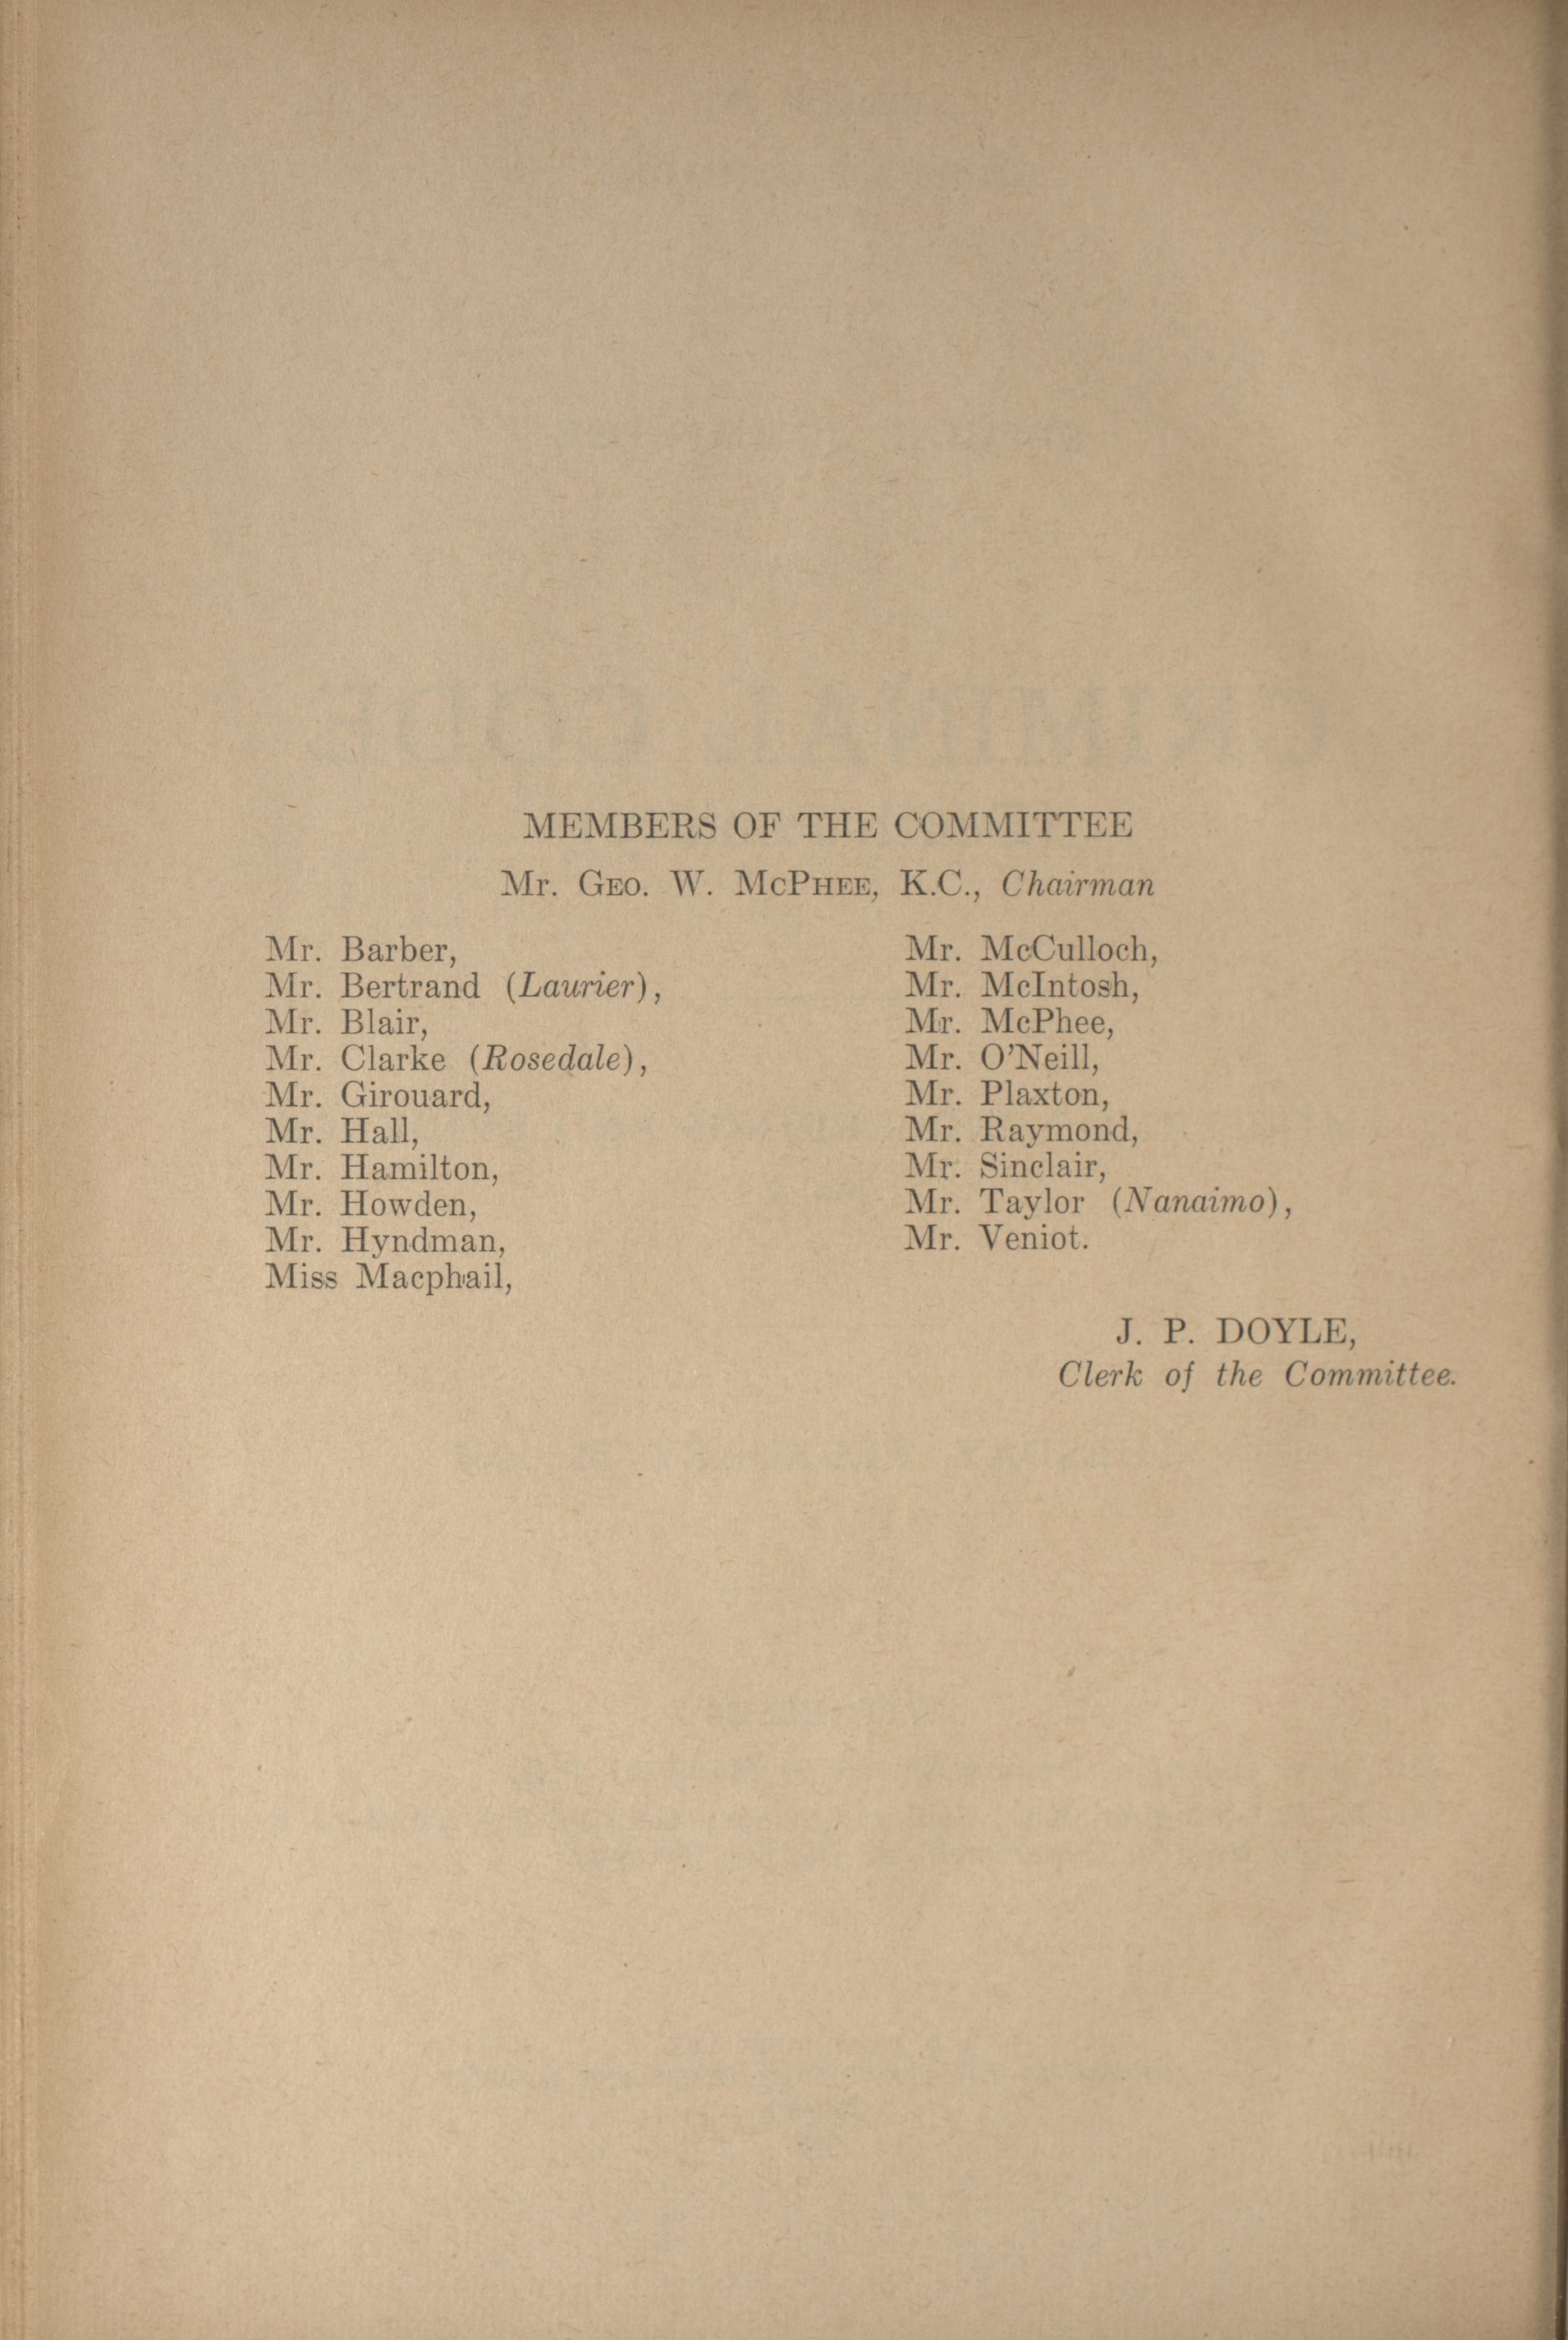 MEMBERS OF THE COMMITTEE
Mr. GEO. W. MCPHEE, K.C., Chairman
Mr. Barber,
Mr. Bertrand (Laurier),
Mr. Blair,
Mr. Clarke (Rosedale),
Mr. Girouard,
Mr. Hall,
Mr. Hamilton,
Mr. Howden,
Mr. Hyndman,
Miss Macphail,
Mr. McCulloch,
Mr. McIntosh,
Mr. McPhee,
Mr. O'Neill,
Mr. Plaxton,
Mr. Raymond,
Mr. Sinclair,
Mr. Taylor (Nanaimo),
Mr. Veniot.
J. P. DOYLE,
Clerk of the Committee.